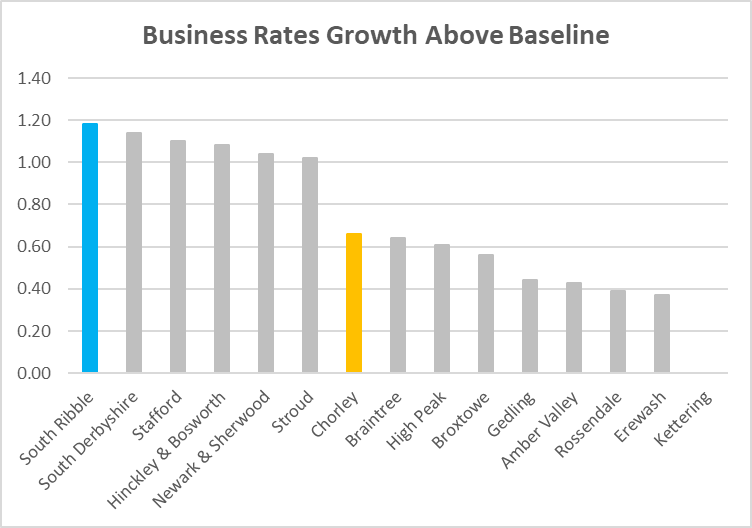 Business Rates Growth Above Baseline
1.40
1.20
1.00
0.80
0.60
0.40
0.20
0.00
South Ribble
South Derbyshire
Stafford
Hinckley & Bosworth
Newark & Sherwood
Stroud
Chorley
Braintree
High Peak
Broxtowe
Gedling
Amber Valley
Rossendale
Erewash
Kettering